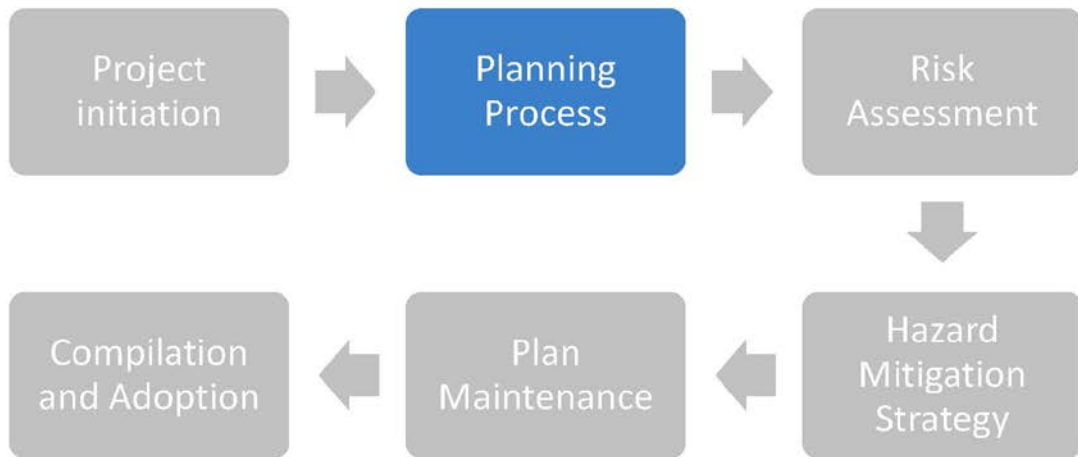 Project
initiation
Planning
Process
Risk
Assessment
Hazard
Mitigation
Strategy
Plan
Maintenance
Compilation
and Adoption